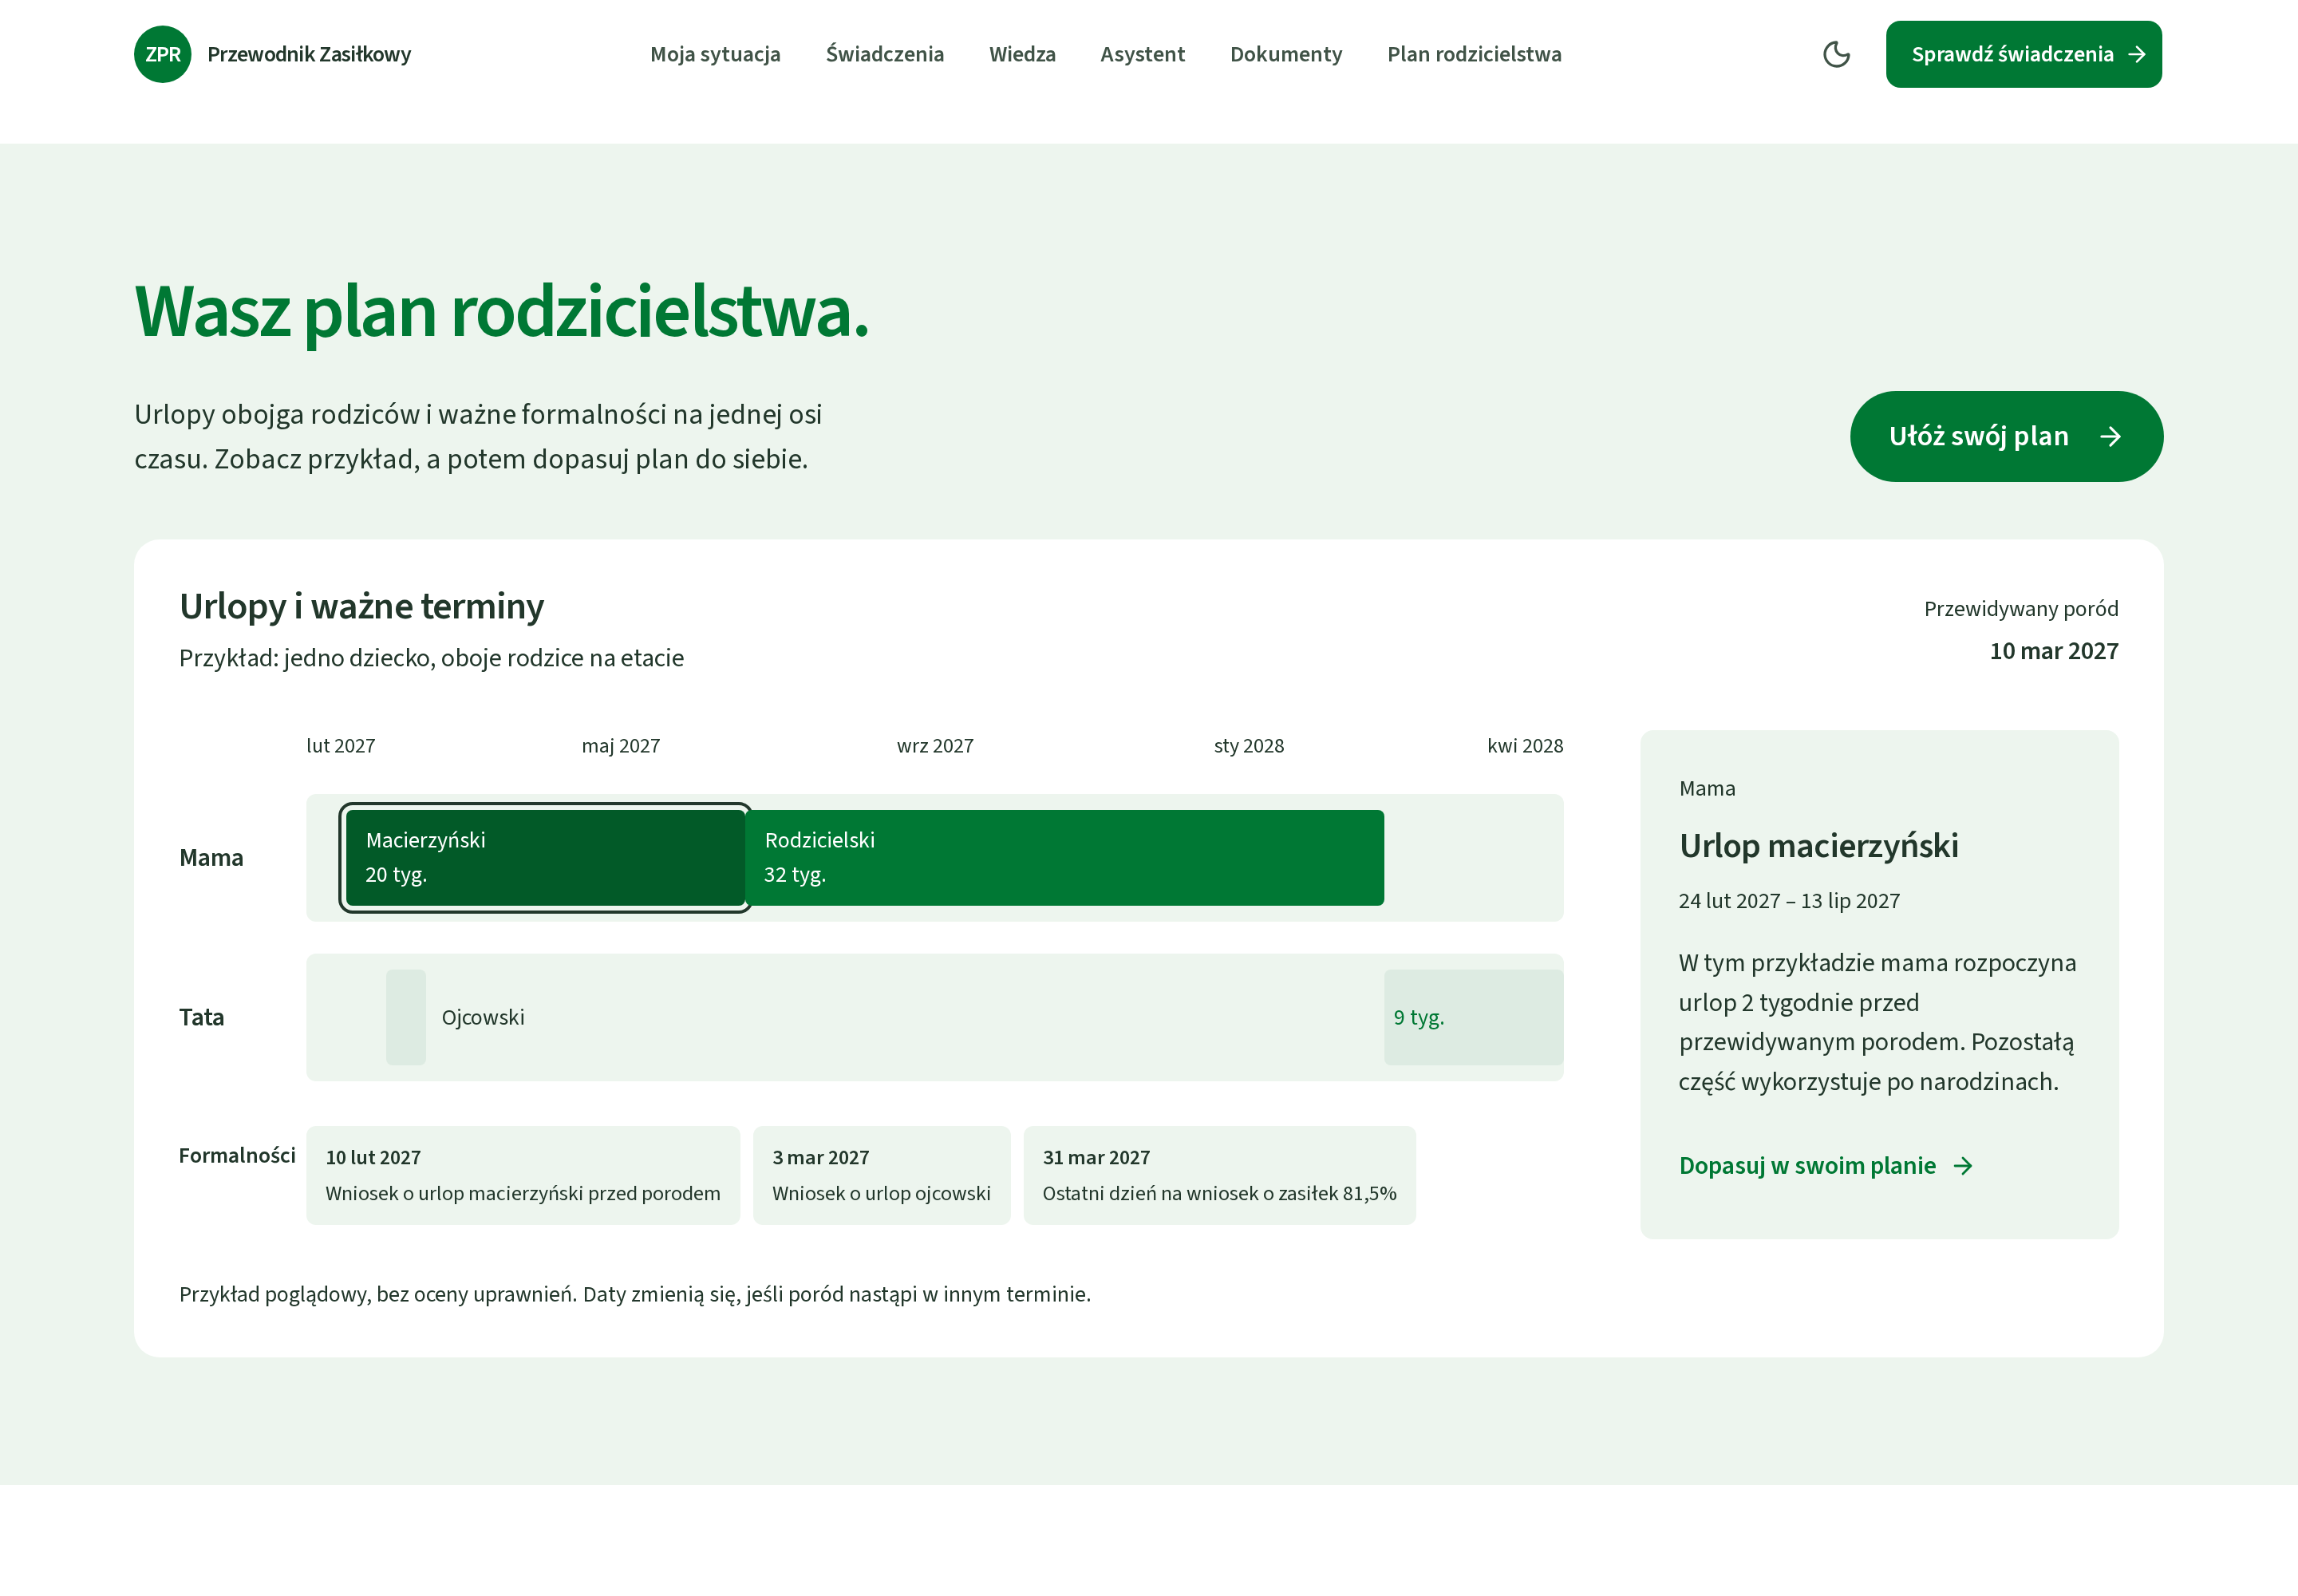 ZPR
Przewodnik Zasiłkowy
Moja sytuacja
Świadczenia
Wiedza
Asystent
Dokumenty
Plan rodzicielstwa
Sprawdź świadczenia
Wasz plan rodzicielstwa.
Urlopy obojga rodziców i ważne formalności na jednej osi
czasu. Zobacz przykład, a potem dopasuj plan do siebie.
Ułóż swój plan
Urlopy i ważne terminy
Przykład: jedno dziecko, oboje rodzice na etacie
Przewidywany poród
10 mar 2027
lut 2027
maj 2027
wrz 2027
sty 2028
kwi 2028
Mama
Macierzyński
20 tyg.
Rodzicielski
32 tyg.
Tata
Ojcowski
9 tyg.
Formalności
10 lut 2027
Wniosek o urlop macierzyński przed porodem
3 mar 2027
Wniosek o urlop ojcowski
31 mar 2027
Ostatni dzień na wniosek o zasiłek 81,5%
Mama
Urlop macierzyński
24 lut 2027 – 13 lip 2027
W tym przykładzie mama rozpoczyna
urlop 2 tygodnie przed
przewidywanym porodem. Pozostałą
część wykorzystuje po narodzinach.
Dopasuj w swoim planie
Przykład poglądowy, bez oceny uprawnień. Daty zmienią się, jeśli poród nastąpi w innym terminie.